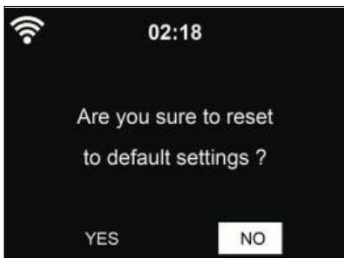 02:18
Are you sure to reset
to default settings ?
YES NO